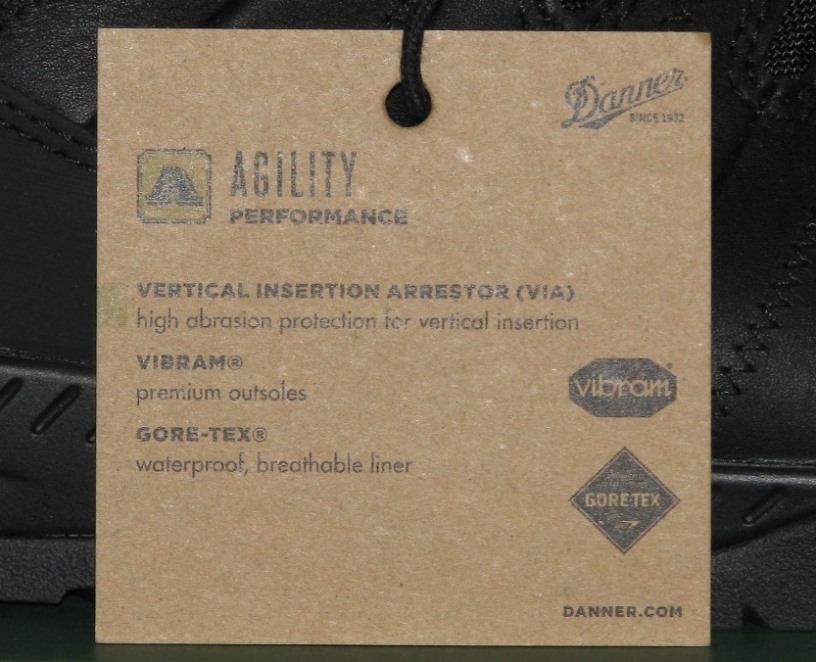 Danner
SINCE 1932
AGILITY
PERFORMANCE
VERTICAL INSERTION ARRESTOR (VIA)
high abrasion protection for vertical insertion
VIBRAM®
premium outsoles
vibram®
GORE-TEX®
waterproof, breathable liner
GORE-TEX
DANNER.COM